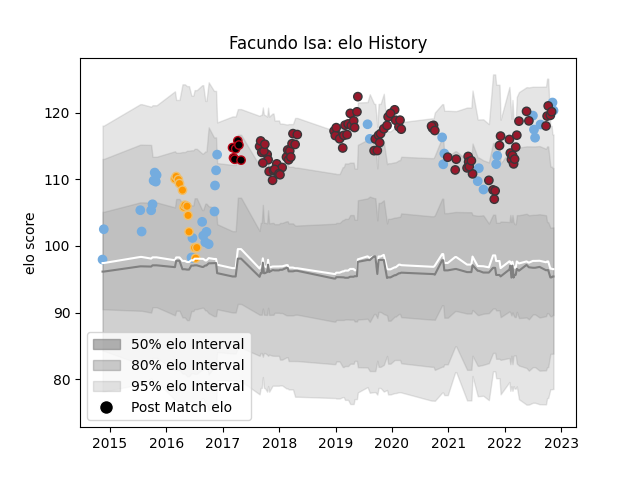 Facundo Isa: elo History
elo score
120
110
100
90
80
50% elo Interval
80% elo Interval
95% elo Interval
Post Match elo
2015 2016 2017 2018 2019 2020 2021 2022 2023